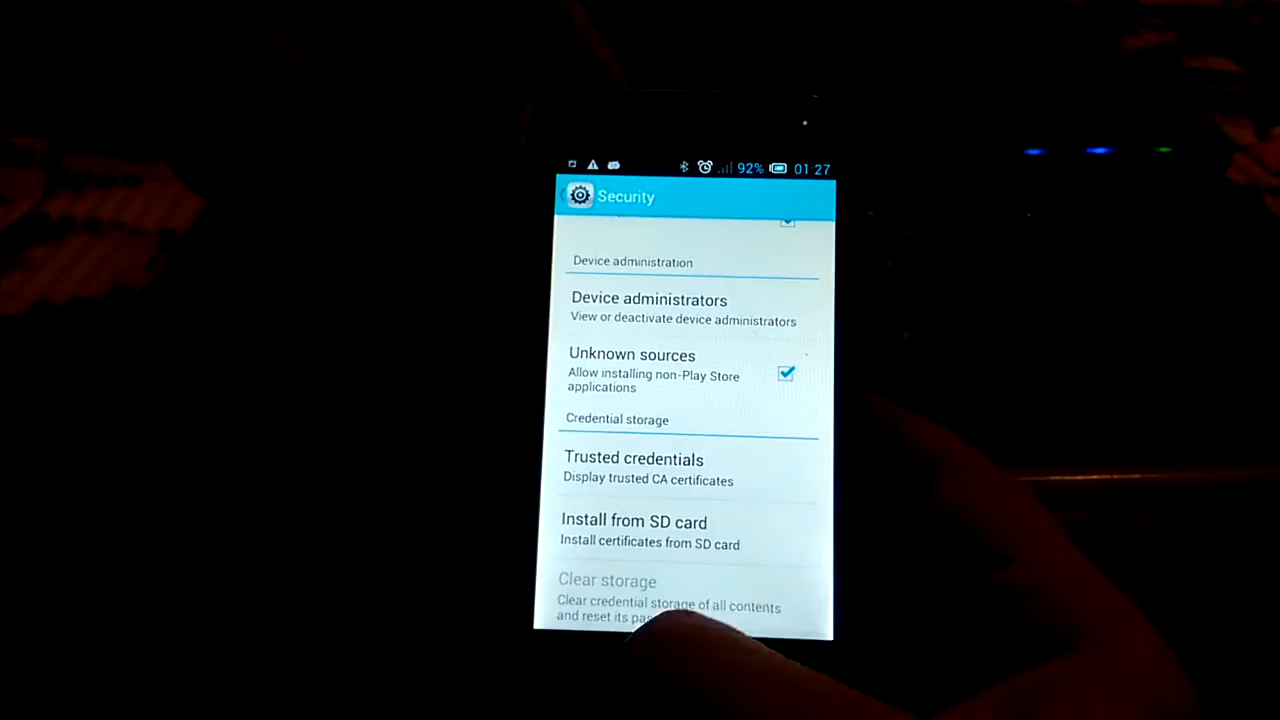 92% 01:27
Security
Device administration
Device administrators
View or deactivate device administrators
Unknown sources
Allow installing non-Play Store
applications
Credential storage
Trusted credentials
Display trusted CA certificates
Install from SD card
Install certificates from SD card
Clear storage
Clear credential storage of all contents
and reset its